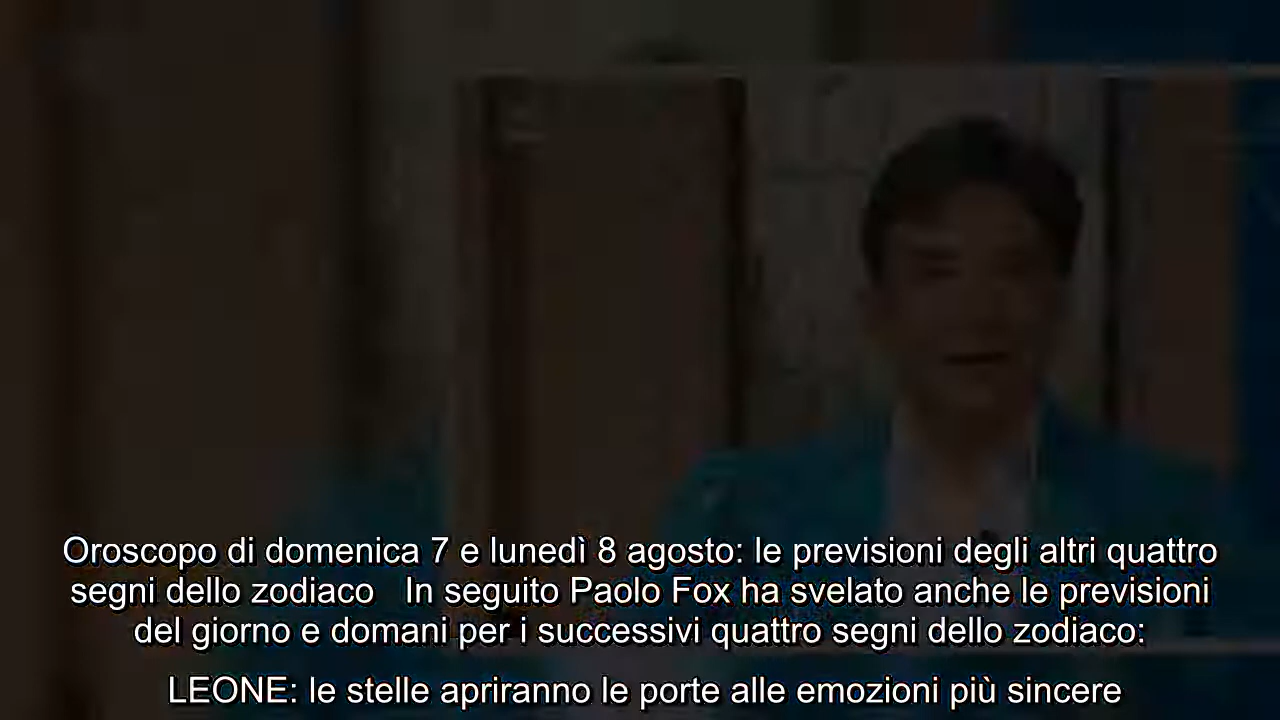 Oroscopo di domenica 7 e lunedì 8 agosto: le previsioni degli altri quattro
segni dello zodiaco   In seguito Paolo Fox ha svelato anche le previsioni
del giorno e domani per i successivi quattro segni dello zodiaco:
LEONE: le stelle apriranno le porte alle emozioni più sincere